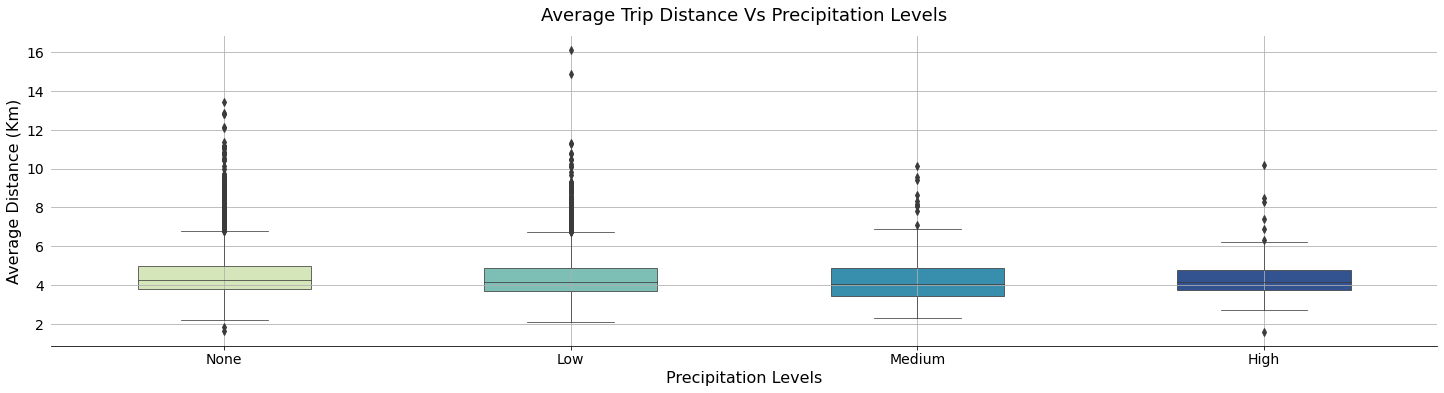 Average Trip Distance Vs Precipitation Levels
Average Distance (Km)
16
14
12
10
8
6
4
2
None Low Medium High
Precipitation Levels